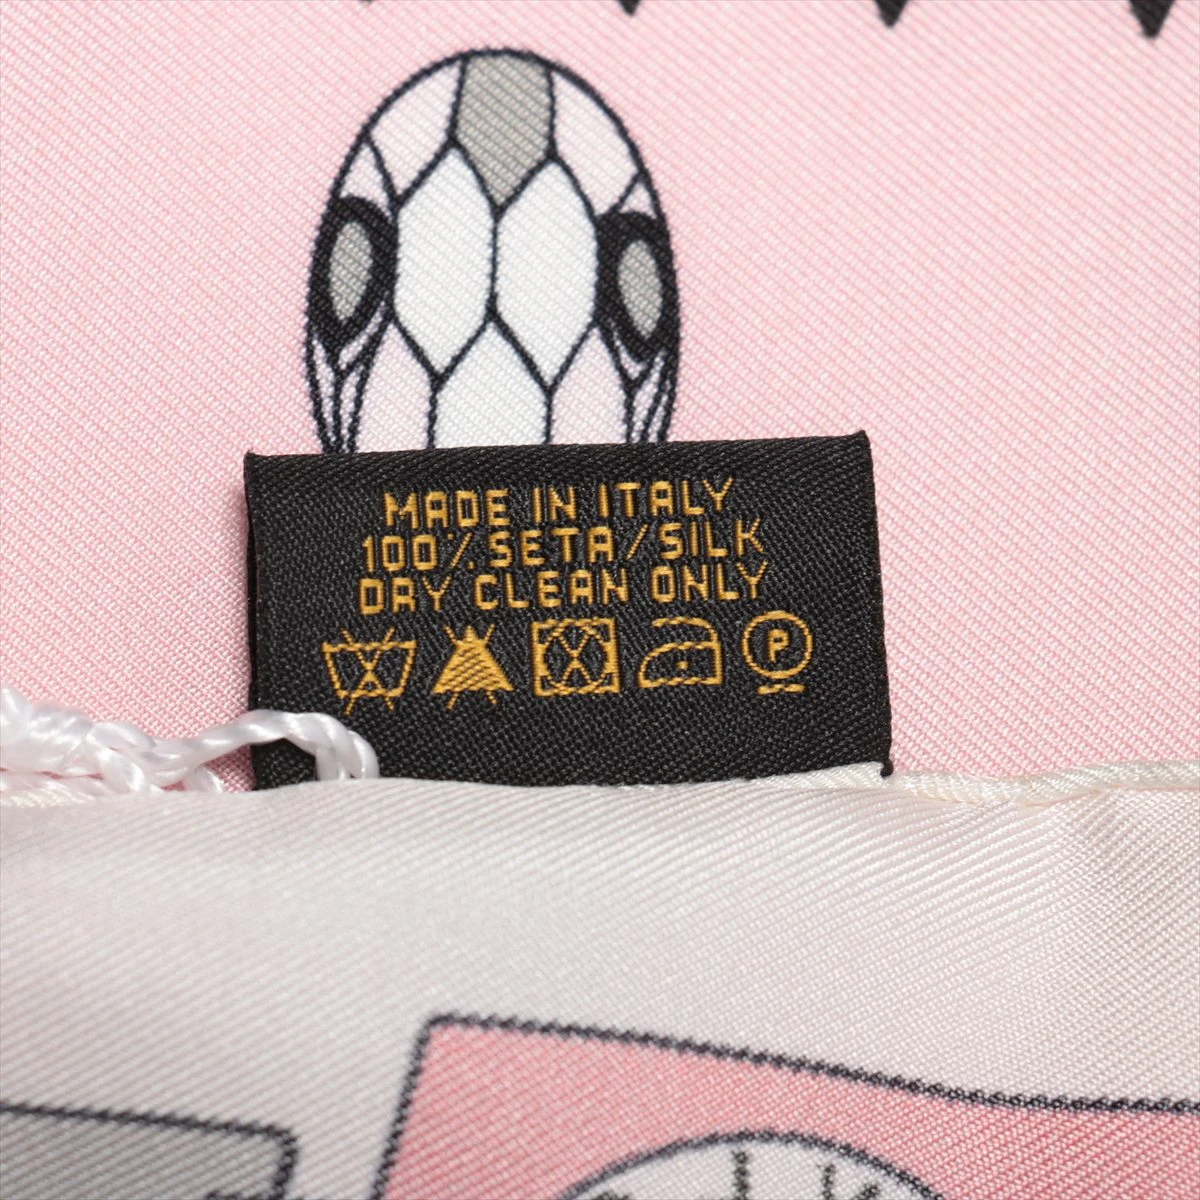 MADE IN ITALY
100% SETA/SILK
DRY CLEAN ONLY
P